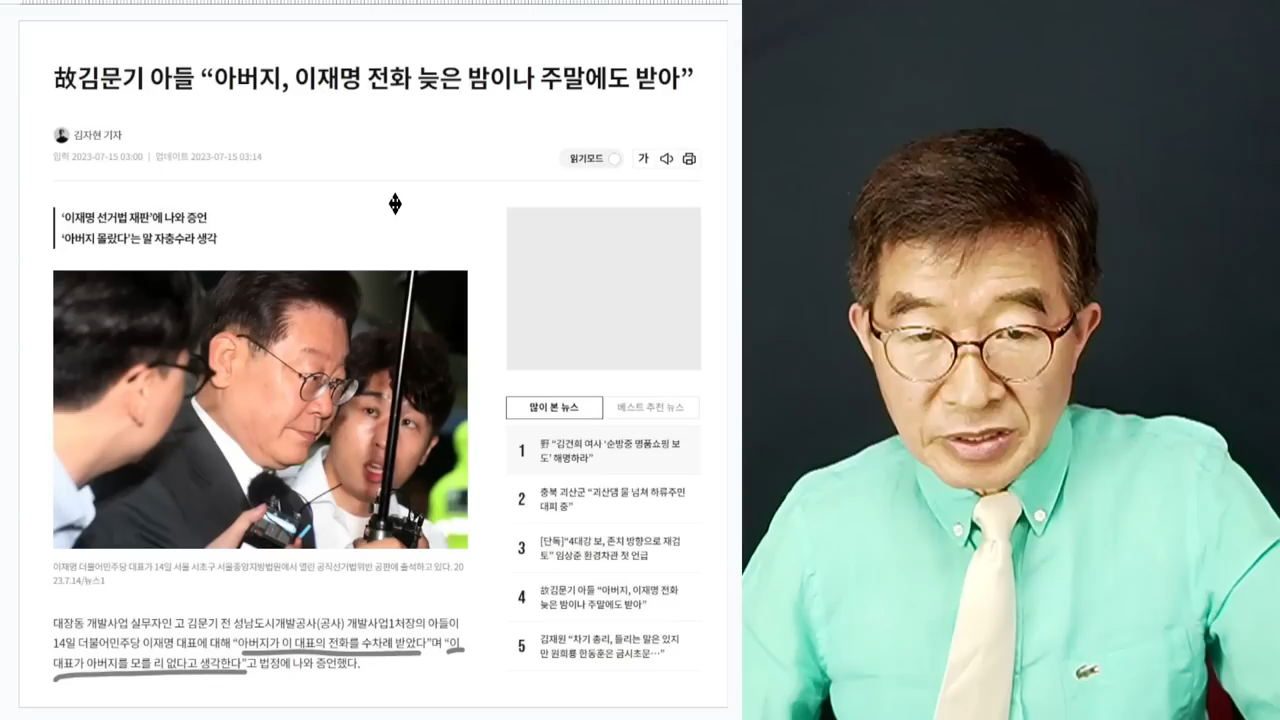 故김문기 아들 “아버지, 이재명 전화 늦은 밤이나 주말에도 받아”
김자현 기자
입력 2023-07-15 03:00 | 업데이트 2023-07-15 03:14
읽기모드
가
‘이재명 선거법 재판’에 나와 증언
‘아버지 몰랐다’는 말 자충수라 생각
이재명 더불어민주당 대표가 14일 서울 서초구 서울중앙지방법원에서 열린 공직선거법위반 공판에 출석하고 있다. 20
23.7.14/뉴스1
대장동 개발사업 실무자인 고 김문기 전 성남도시개발공사(공사) 개발사업1처장의 아들이
14일 더불어민주당 이재명 대표에 대해 “아버지가 이 대표의 전화를 수차례 받았다”며 “이
대표가 아버지를 모를 리 없다고 생각한다”고 법정에 나와 증언했다.
많이 본 뉴스
베스트 추천 뉴스
1
野 “김건희 여사 ‘순방중 명품쇼핑 보
도’ 해명하라”
2
충북 괴산군 “괴산댐 물 넘쳐 하류주민
대피 중”
3
[단독]“4대강 보, 존치 방향으로 재검
토” 임상준 환경차관 첫 언급
4
故김문기 아들 “아버지, 이재명 전화
늦은 밤이나 주말에도 받아”
5
김재원 “차기 총리, 들리는 말은 있지
만 원희룡 한동훈은 금시초문…”